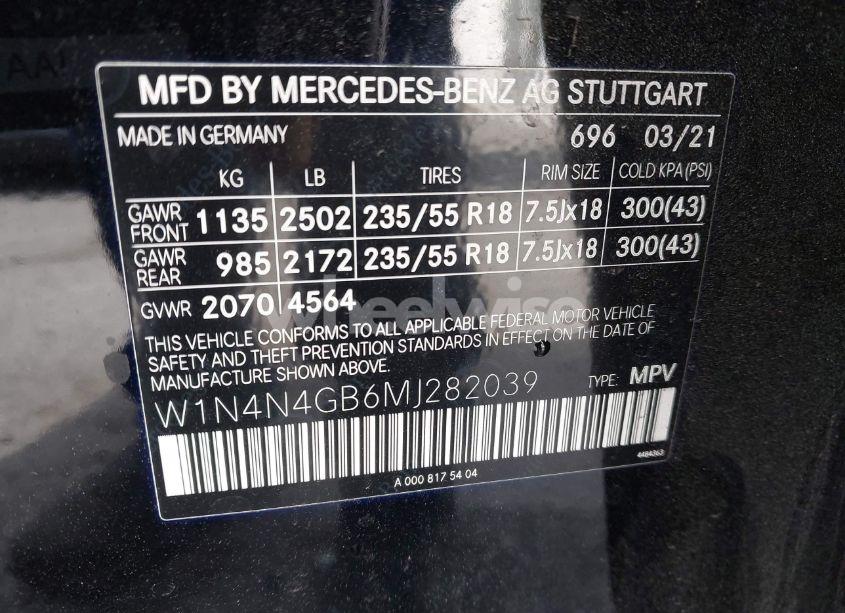 MFD BY MERCEDES-BENZ AG STUTTGART
MADE IN GERMANY 696 03/21
KG LB TIRES RIM SIZE COLD KPA (PSI)
GAWR FRONT 1135 2502 235/55 R18 7.5Jx18 300(43)
GAWR REAR 985 2172 235/55 R18 7.5Jx18 300(43)
GVWR 2070 4564
wheelwise
THIS VEHICLE CONFORMS TO ALL APPLICABLE FEDERAL MOTOR VEHICLE
SAFETY AND THEFT PREVENTION STANDARDS IN EFFECT ON THE DATE OF
MANUFACTURE SHOWN ABOVE.
W1N4N4GB6MJ282039 TYPE: MPV
4484363
A 000 817 54 04